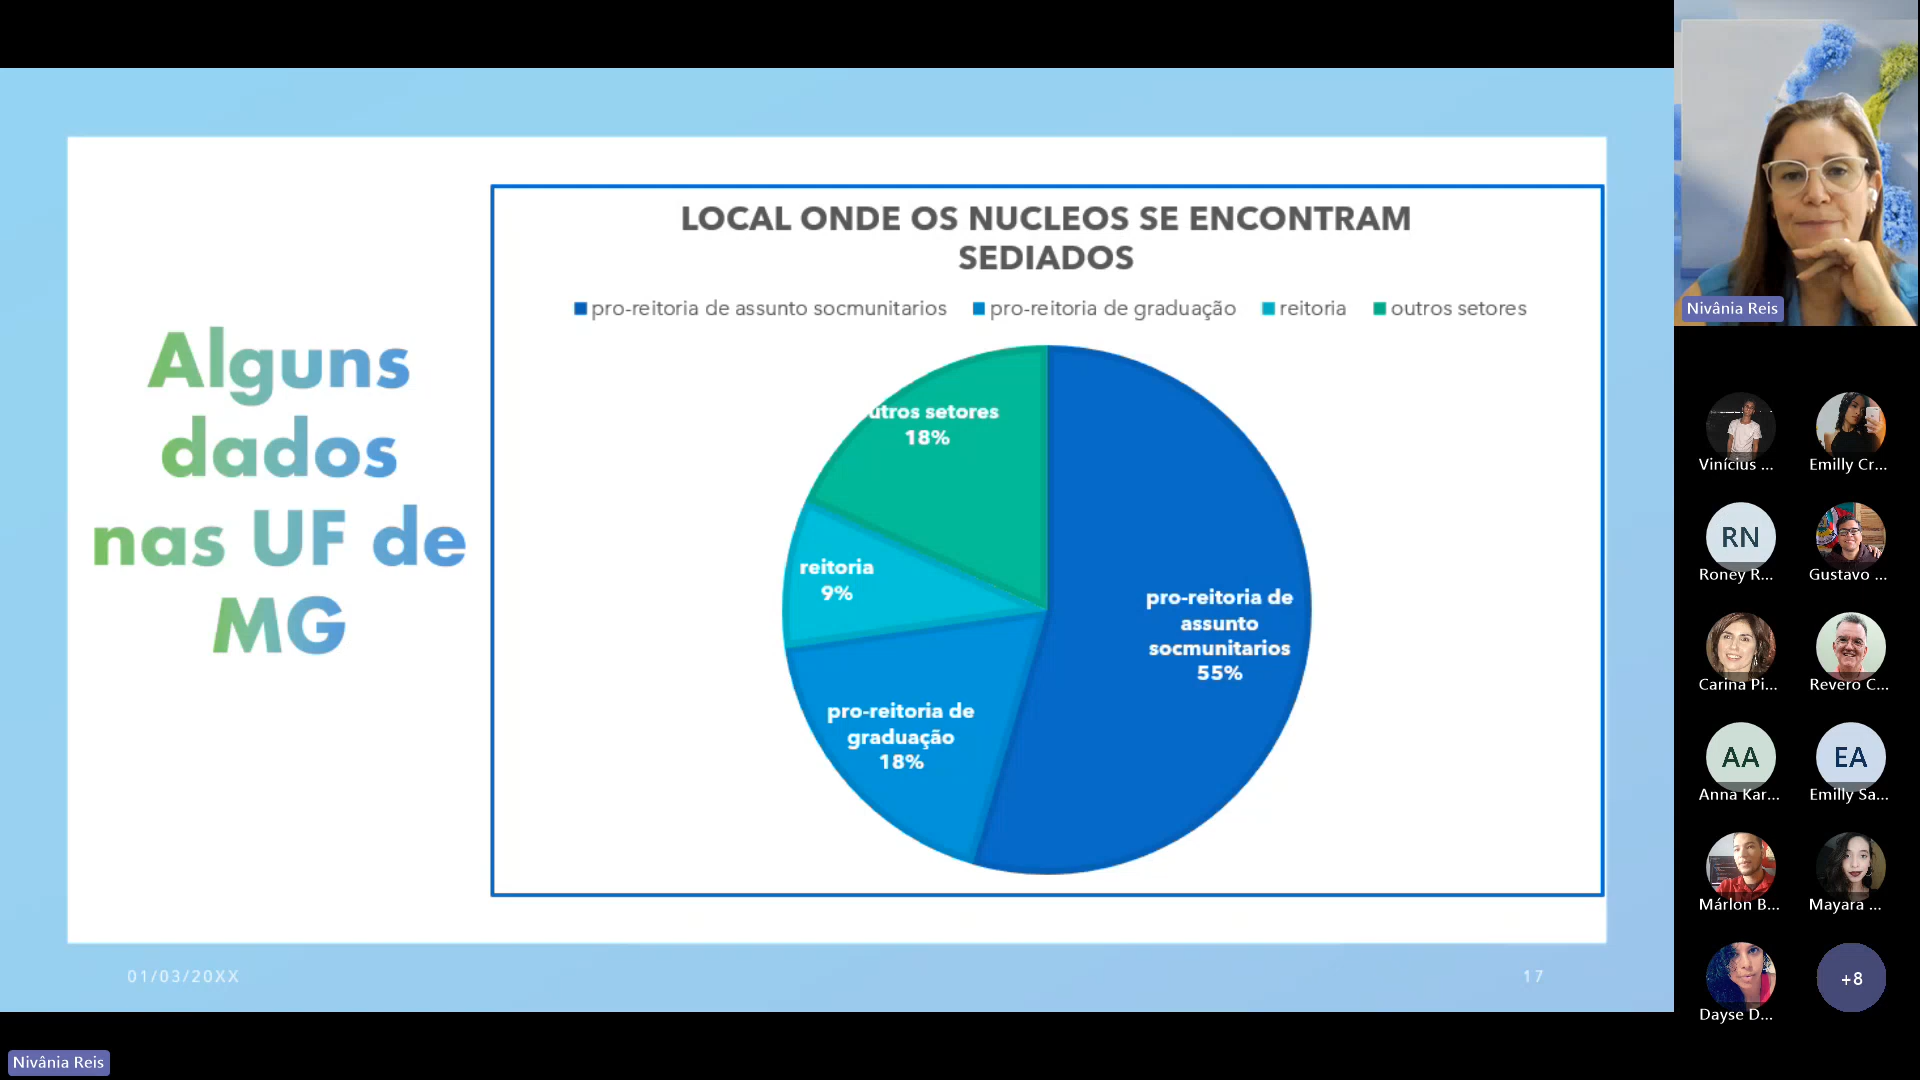 Alguns
dados
nas UF de
MG
LOCAL ONDE OS NUCLEOS SE ENCONTRAM
SEDIADOS
pro-reitoria de assunto socmunitarios pro-reitoria de graduação reitoria outros setores
utros setores
18%
reitoria
9%
pro-reitoria de
graduação
18%
pro-reitoria de
assunto
socmunitarios
55%
01/03/20XX
17
Nivânia Reis
Vinícius ... Emilly Cr...
RN
Roney R... Gustavo ...
Carina Pi... Revero C...
AA EA
Anna Kar... Emilly Sa...
Márlon B... Mayara ...
+8
Dayse D...
Nivânia Reis